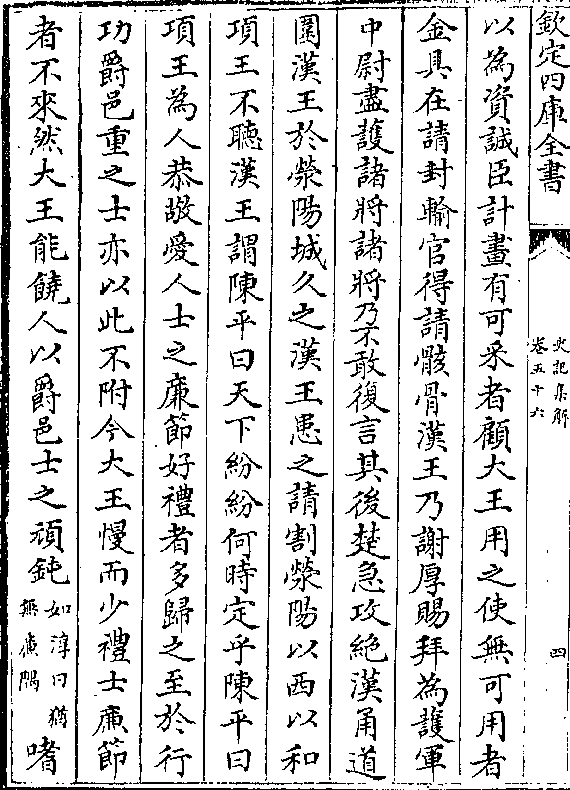 欽定四庫全書
史記集解
卷五十六
四
以為資誠臣計畫有可采者顧大王用之使無可用者
金具在請封輸官得請骸骨漢王乃謝厚賜拜為護軍
中尉盡護諸將諸將乃不敢復言其後楚急攻絶漢甬道
圍漢王於滎陽城久之漢王患之請割滎陽以西以和
項王不聽漢王謂陳平曰天下紛紛何時定乎陳平曰
項王為人恭敬愛人士之廉節好禮者多歸之至於行
功爵邑重之士亦以此不附今大王慢而少禮士廉節
者不來然大王能饒人以爵邑士之頑鈍如淳曰猶無廉隅嗜